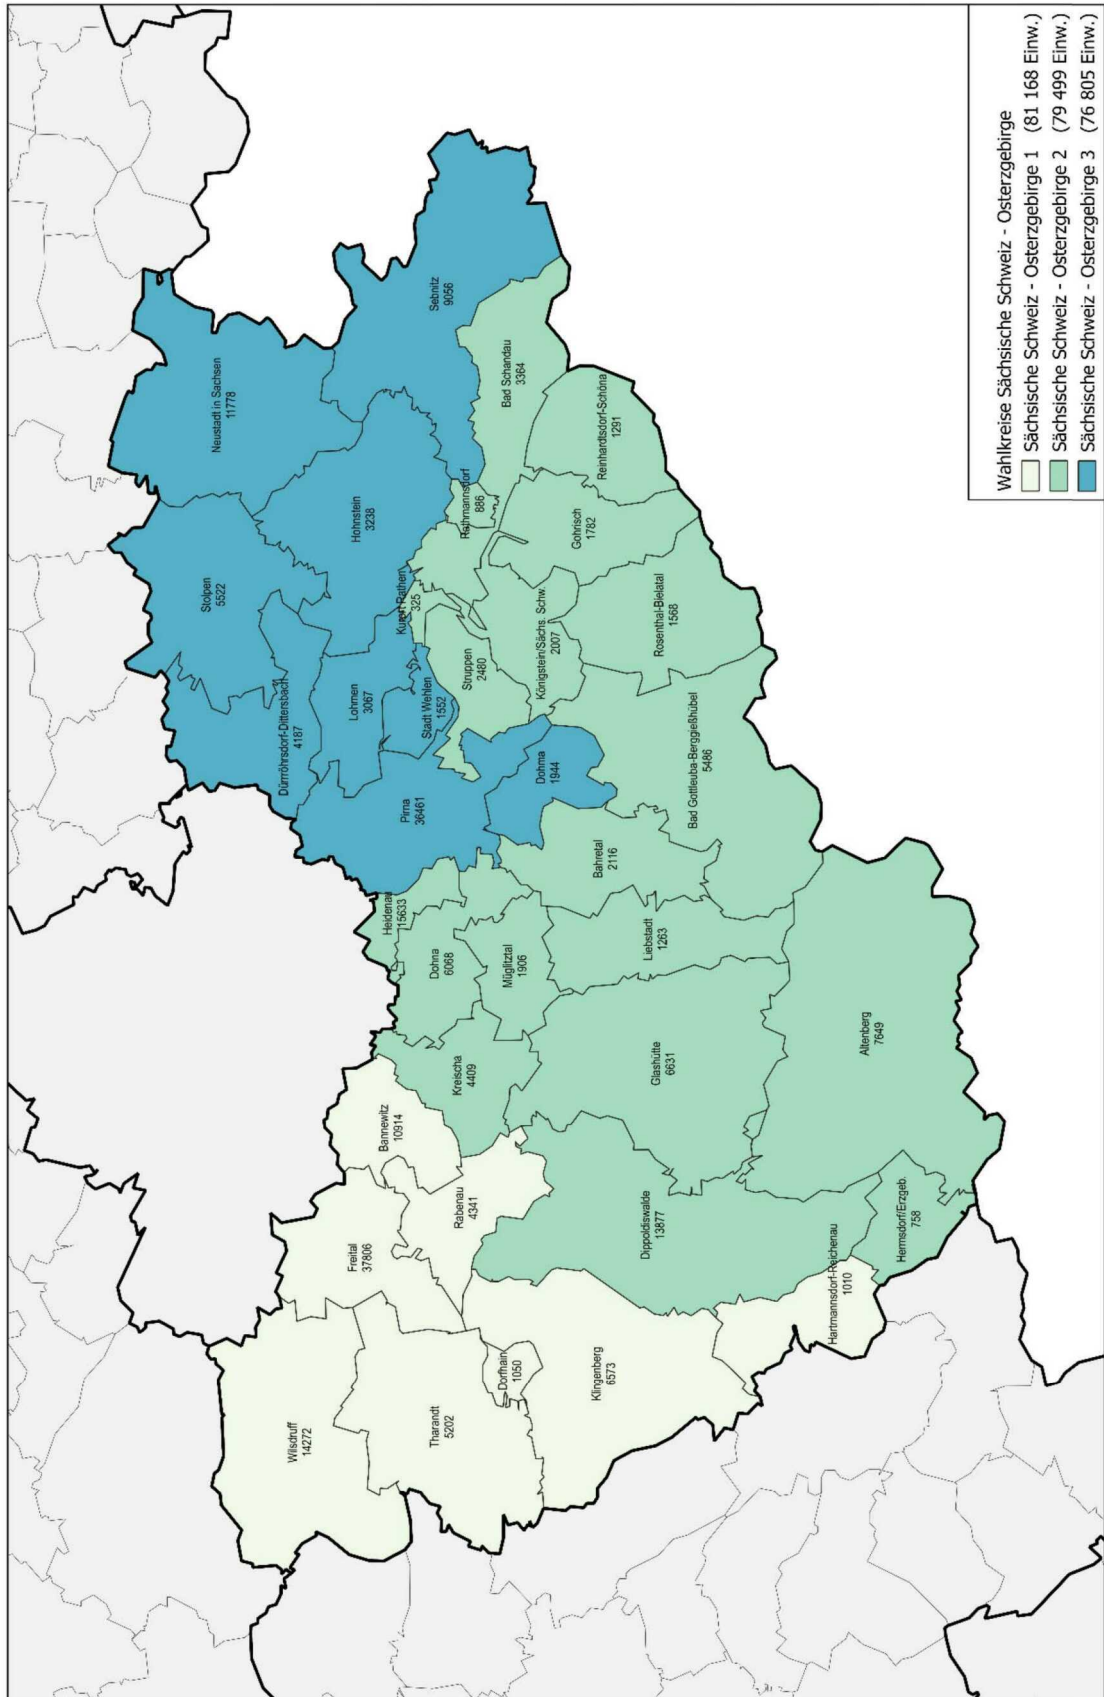 Neustadt in Sachsen
11778
Sebnitz
9056
Stolpen
5522
Hohnstein
3238
Dürrröhrsdorf-Dittersbach
4187
Lohmen
3067
Stadt Wehlen
1552
Kurort Rathen
325
Rathmannsdorf
886
Bad Schandau
3364
Reinhardtsdorf-Schöna
1291
Gohrisch
1782
Königstein/Sächs. Schw.
2007
Struppen
2480
Rosenthal-Bielatal
1568
Pirna
36461
Dohma
1944
Bad Gottleuba-Berggießhübel
5486
Bahretal
2116
Heidenau
15633
Dohna
6068
Müglitztal
1906
Liebstadt
1263
Kreischa
4409
Glashütte
6631
Altenberg
7649
Bannewitz
10914
Rabenau
4341
Freital
37806
Dippoldiswalde
13877
Hermsdorf/Erzgeb.
758
Hartmannsdorf-Reichenau
1010
Wilsdruff
14272
Tharandt
5202
Dorfhain
1050
Klingenberg
6573
Wahlkreise Sächsische Schweiz - Osterzgebirge
Sächsische Schweiz - Osterzgebirge 1 (81 168 Einw.)
Sächsische Schweiz - Osterzgebirge 2 (79 499 Einw.)
Sächsische Schweiz - Osterzgebirge 3 (76 805 Einw.)